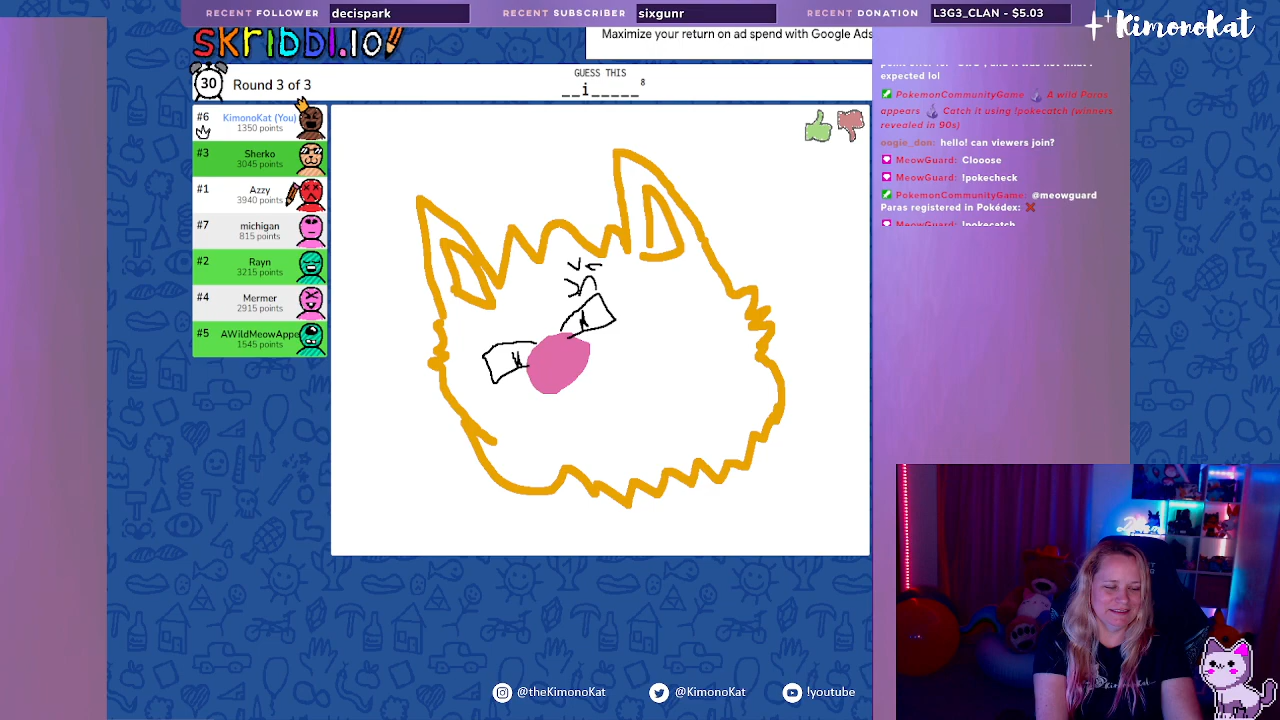 RECENT FOLLOWER decispark RECENT SUBSCRIBER sixgunr RECENT DONATION L3G3_CLAN - $5.03
KimonoKat
skribbl.io
Maximize your return on ad spend with Google Ads
30 Round 3 of 3
GUESS THIS
__i_____ 8
#6 KimonoKat (You)
1350 points
#3 Sherko
3045 points
#1 Azzy
3940 points
#7 michigan
815 points
#2 Rayn
3215 points
#4 Mermer
2915 points
#5 AWildMeowAppe
1545 points
expected lol
PokemonCommunityGame A wild Paras
appears Catch it using !pokecatch (winners
revealed in 90s)
oogie_don: hello! can viewers join?
MeowGuard: Clooose
MeowGuard: !pokecheck
PokemonCommunityGame: @meowguard
Paras registered in Pokédex:
MeowGuard: !pokecatch
@theKimonoKat @KimonoKat !youtube